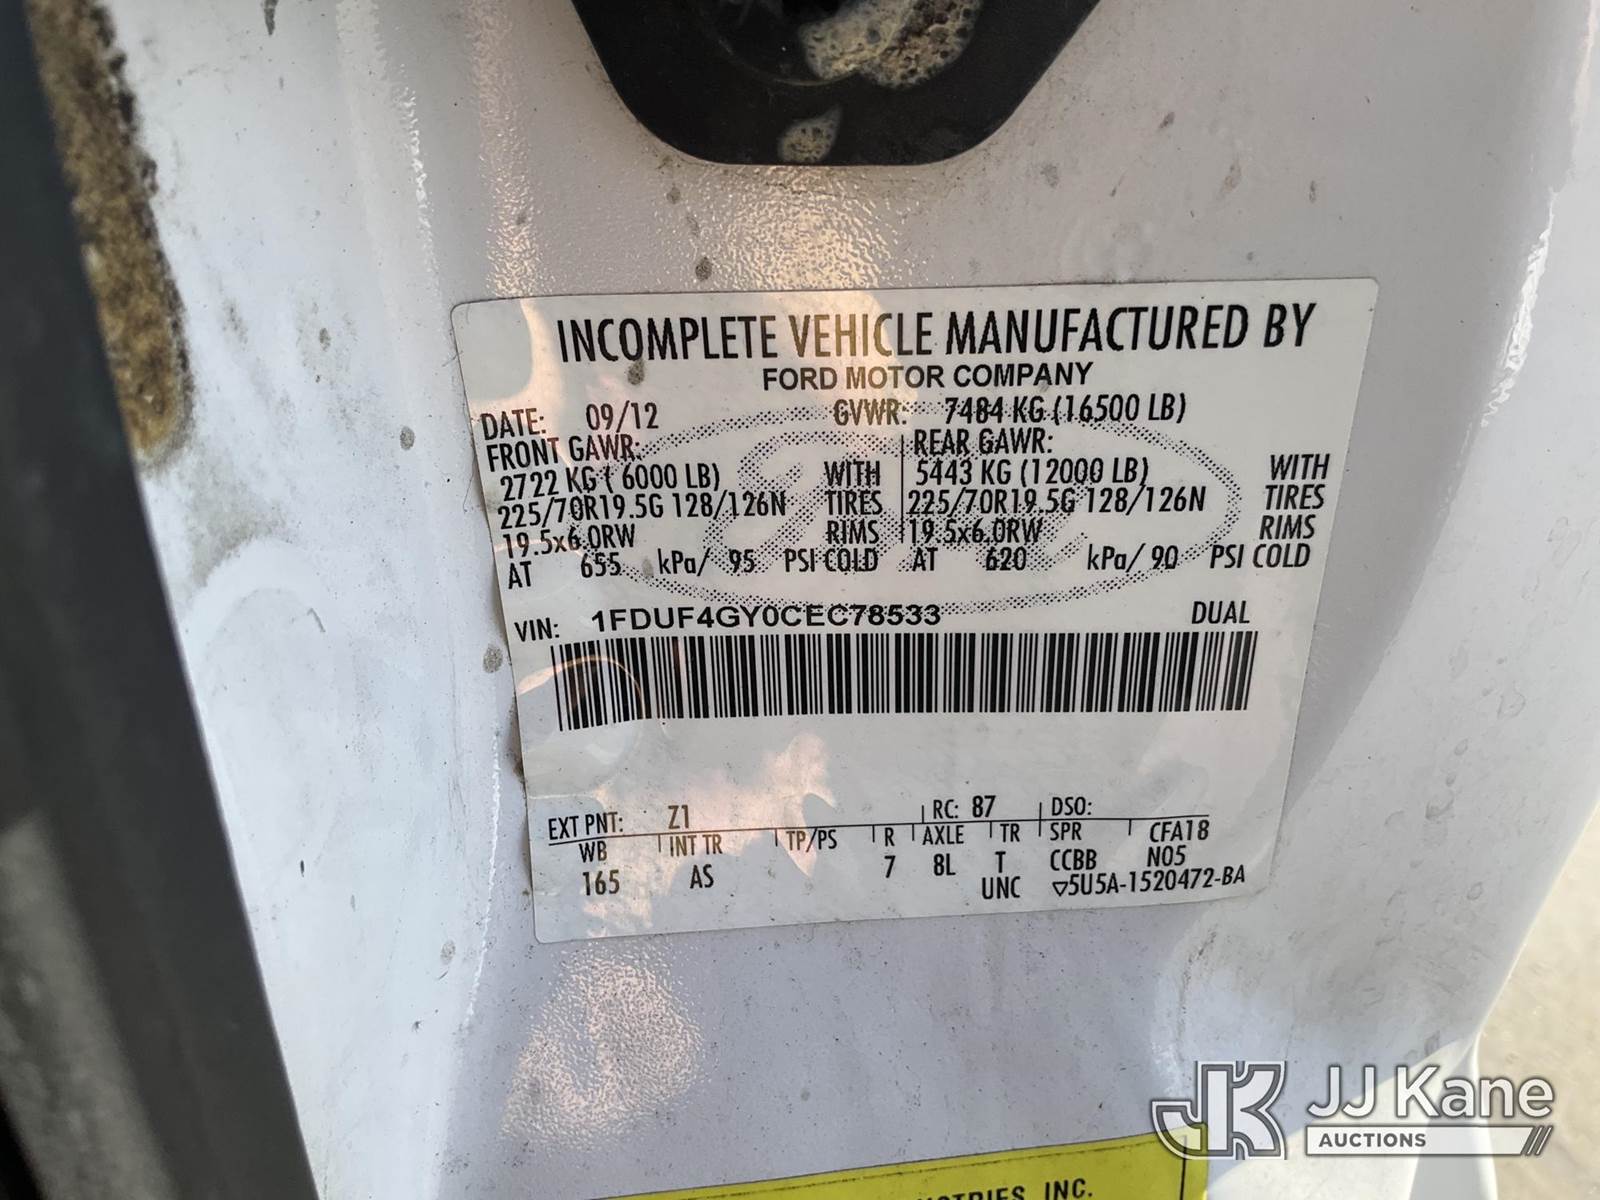 INCOMPLETE VEHICLE MANUFACTURED BY
FORD MOTOR COMPANY
DATE: 09/12 GVWR: 7484 KG (16500 LB)
FRONT GAWR: REAR GAWR:
2722 KG ( 6000 LB) WITH 5443 KG (12000 LB) WITH
225/70R19.5G 128/126N TIRES 225/70R19.5G 128/126N TIRES
19.5x6.0RW RIMS 19.5x6.0RW RIMS
AT 655 kPa/ 95 PSI COLD AT 620 kPa/ 90 PSI COLD
VIN: 1FDUF4GY0CEC78533 DUAL
EXT PNT: Z1 RC: 87 DSO:
WB INT TR TP/PS R AXLE TR SPR CFA18
165 AS 7 8L T CCBB N05
UNC ▽5U5A-1520472-BA
INC.
JK JJ Kane
AUCTIONS